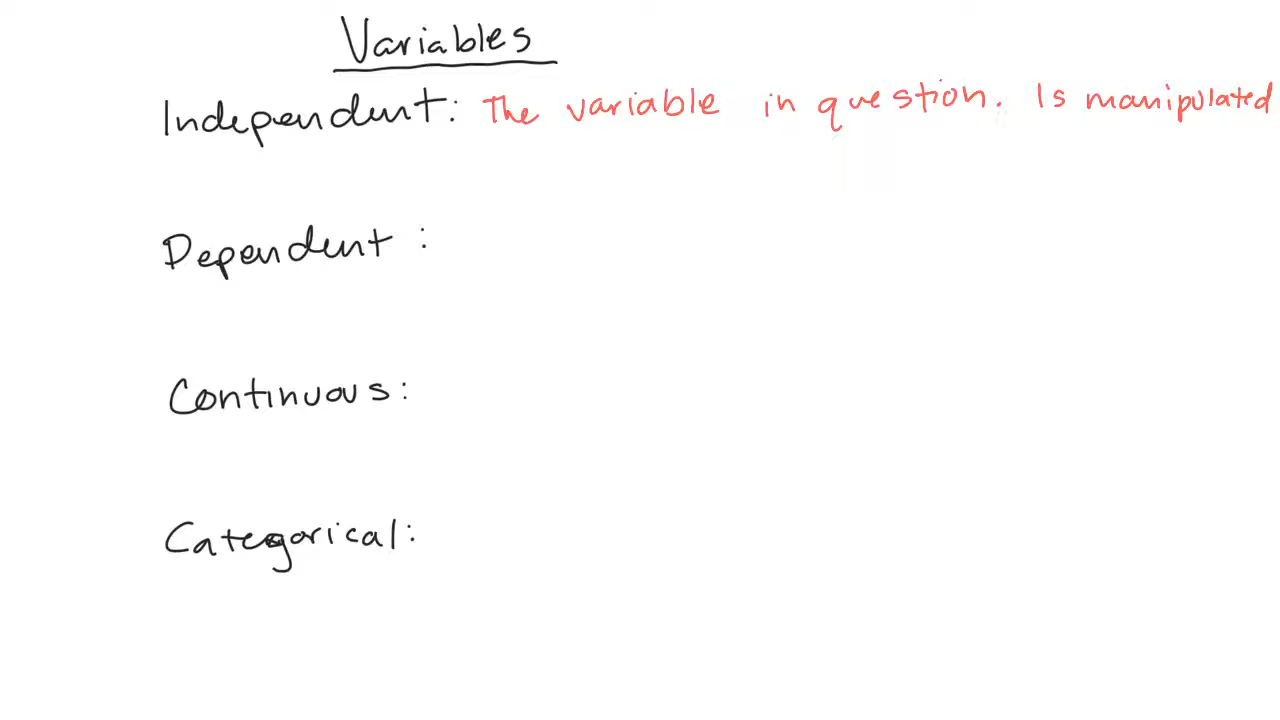 Variables
Independent: The variable in question. Is manipulated
Dependent :
Continuous:
Categorical: